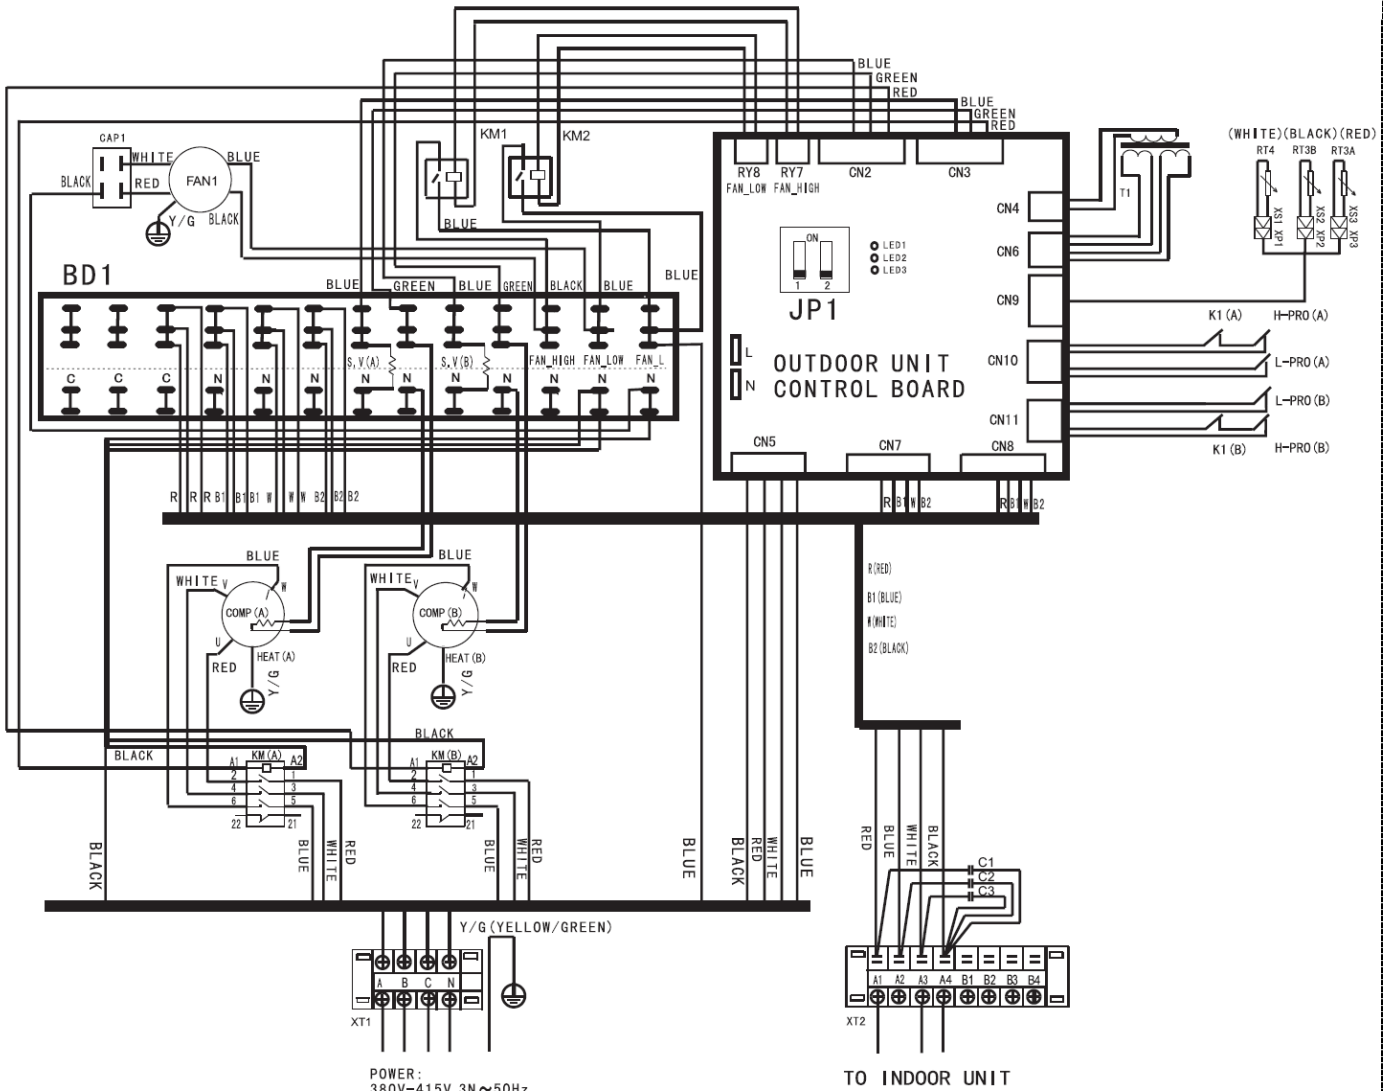 BLUE
GREEN
RED
BLUE
GREEN
RED
CAP1
WHITE
BLUE
BLACK
RED
FAN1
Y/G
BLACK
KM1
KM2
BLUE
BLUE
RY8
RY7
CN2
CN3
FAN_LOW
FAN_HIGH
CN4
CN6
CN9
CN10
CN11
T1
(WHITE)(BLACK)(RED)
RT4
RT3B
RT3A
XS1
XP1
XS2
XP2
XS3
XP3
ON
1
2
LED1
LED2
LED3
JP1
L
N
OUTDOOR UNIT
CONTROL BOARD
CN5
CN7
CN8
K1(A)
H-PRO(A)
L-PRO(A)
L-PRO(B)
K1(B)
H-PRO(B)
BD1
BLUE
GREEN
BLUE
GREEN
BLACK
BLUE
S.V(A)
S.V(B)
FAN_HIGH
FAN_LOW
FAN_L
C
C
C
N
N
N
N
N
N
N
N
N
N
R
R
R
B1
B1
B1
W
W
W
B2
B2
B2
R
B1
W
B2
R
B1
W
B2
R(RED)
B1(BLUE)
W(WHITE)
B2(BLACK)
BLUE
WHITE
V
W
COMP(A)
U
RED
HEAT(A)
Y/G
BLUE
WHITE
V
W
COMP(B)
U
RED
HEAT(B)
Y/G
BLACK
BLACK
A1
KM(A)
A2
2
1
4
3
6
5
22
21
A1
KM(B)
A2
2
1
4
3
6
5
22
21
BLACK
BLUE
WHITE
RED
BLUE
WHITE
RED
BLUE
BLACK
RED
WHITE
BLUE
RED
BLUE
WHITE
BLACK
C1
C2
C3
Y/G(YELLOW/GREEN)
A
B
C
N
XT1
A1
A2
A3
A4
B1
B2
B3
B4
XT2
POWER:
380V-415V 3N~50Hz
TO INDOOR UNIT